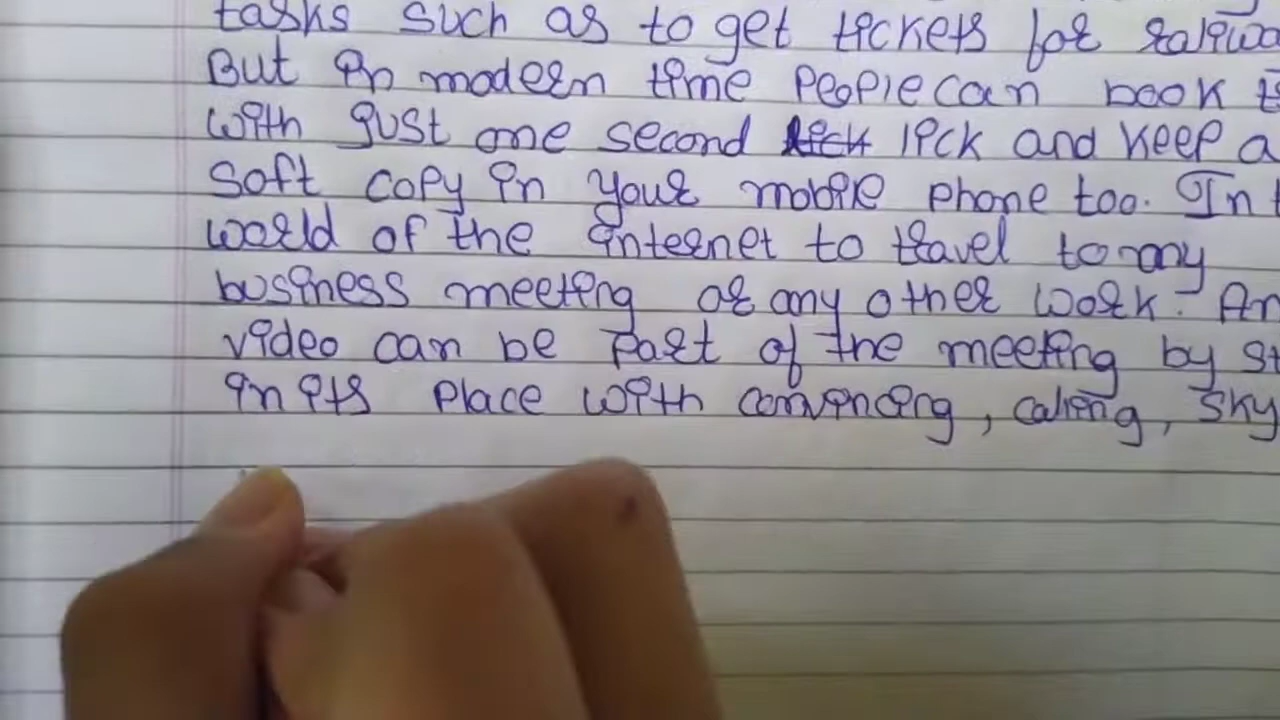 tasks such as to get tickets for
But in modern time people can book
with gust one second lick and keep a
soft copy in your mobile phone too. In
world of the internet to travel to any
business meeting or any other work. An
video can be part of the meeting by st
in its place with convincing, caling, sky